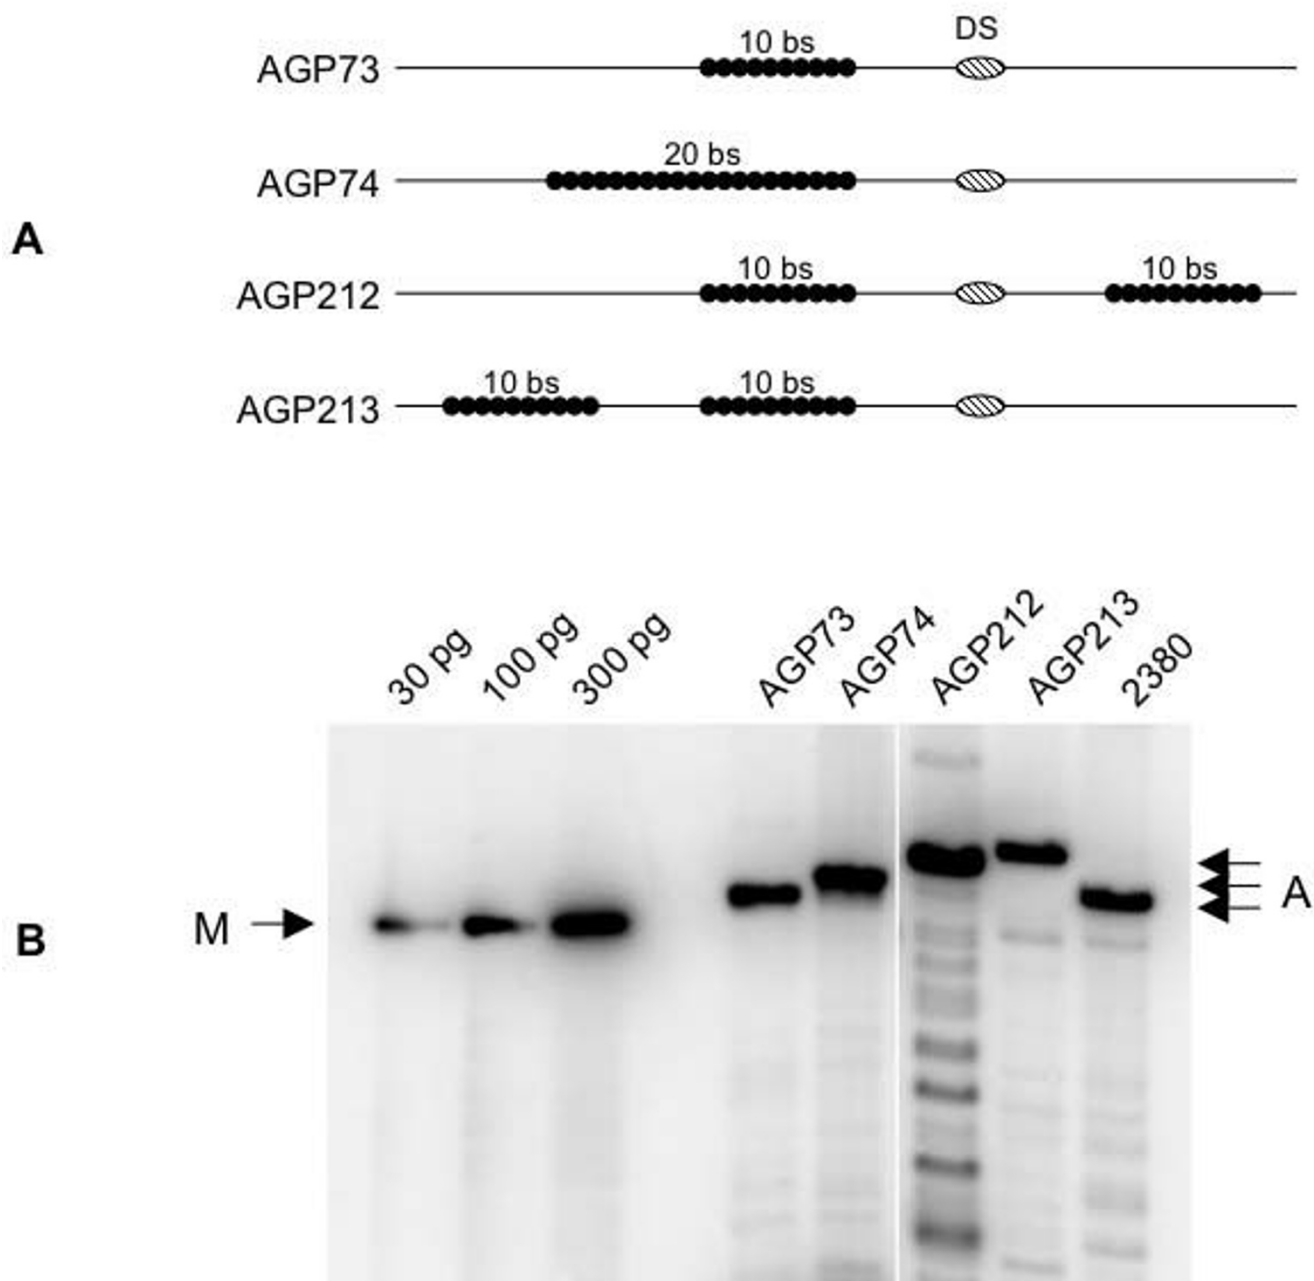 DS
10 bs
AGP73
20 bs
AGP74
A
10 bs 10 bs
AGP212
10 bs 10 bs
AGP213
30 pg 100 pg 300 pg AGP73 AGP74 AGP212 AGP213 2380
M A
B